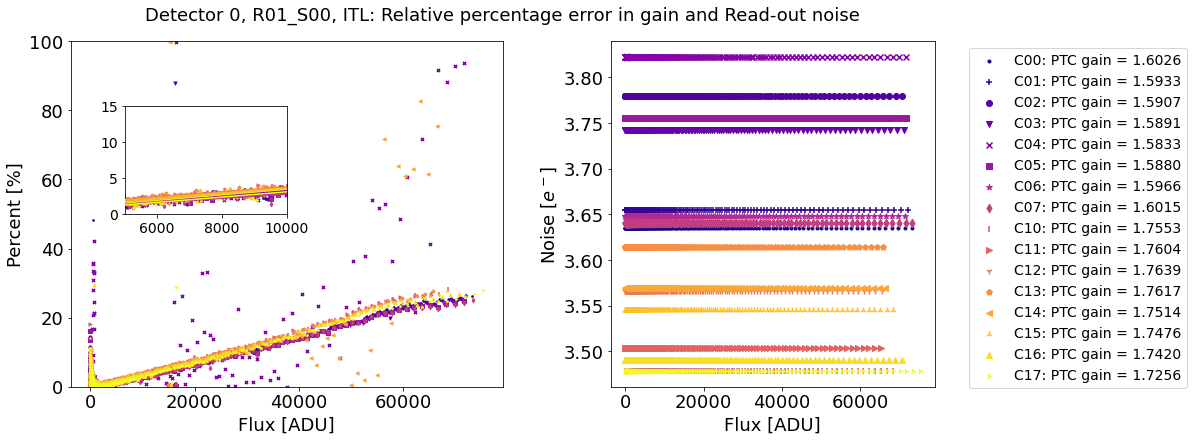 Detector 0, R01_S00, ITL: Relative percentage error in gain and Read-out noise
100
80
60
40
20
0
Percent [%]
15
10
5
0
6000 8000 10000
0 20000 40000 60000
Flux [ADU]
3.80
3.75
3.70
3.65
3.60
3.55
3.50
Noise [e⁻]
0 20000 40000 60000
Flux [ADU]
C00: PTC gain = 1.6026
C01: PTC gain = 1.5933
C02: PTC gain = 1.5907
C03: PTC gain = 1.5891
C04: PTC gain = 1.5833
C05: PTC gain = 1.5880
C06: PTC gain = 1.5966
C07: PTC gain = 1.6015
C10: PTC gain = 1.7553
C11: PTC gain = 1.7604
C12: PTC gain = 1.7639
C13: PTC gain = 1.7617
C14: PTC gain = 1.7514
C15: PTC gain = 1.7476
C16: PTC gain = 1.7420
C17: PTC gain = 1.7256